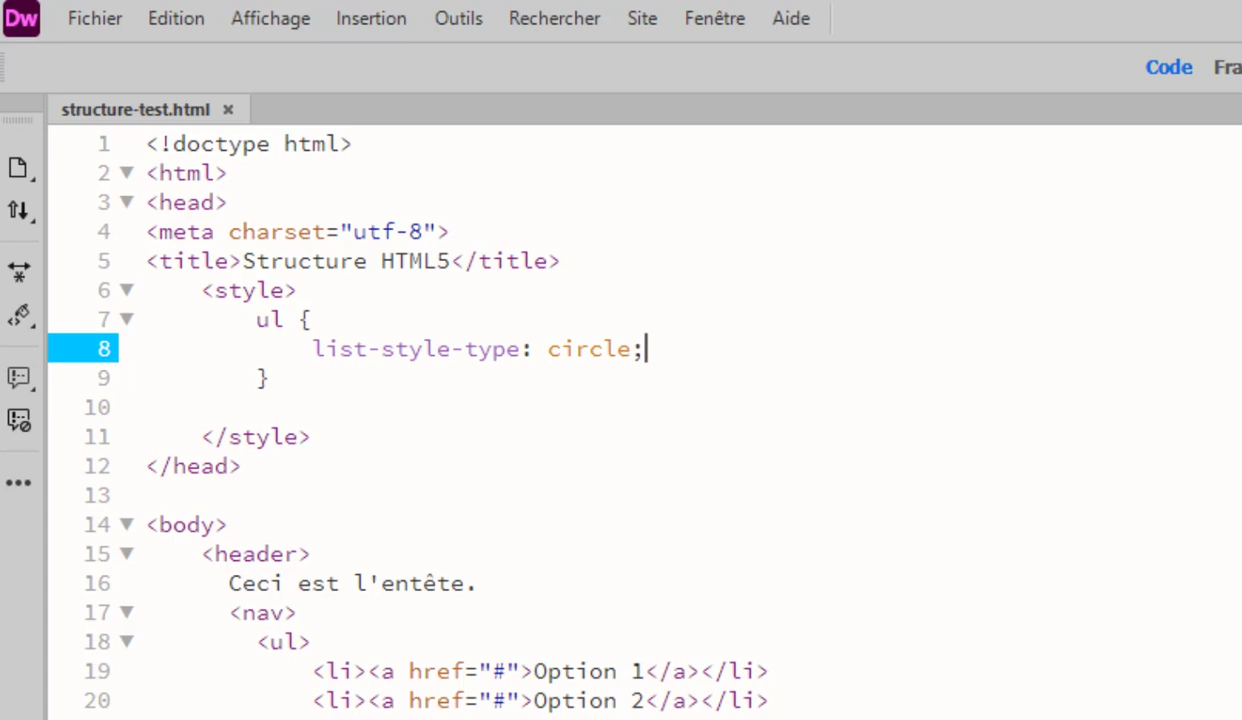 Dw Fichier Edition Affichage Insertion Outils Rechercher Site Fenêtre Aide
Code Fra
structure-test.html ×
1 <!doctype html>
2 <html>
3 <head>
4 <meta charset="utf-8">
5 <title>Structure HTML5</title>
6 <style>
7 ul {
8 list-style-type: circle;
9 }
10
11 </style>
12 </head>
13
14 <body>
15 <header>
16 Ceci est l'entête.
17 <nav>
18 <ul>
19 <li><a href="#">Option 1</a></li>
20 <li><a href="#">Option 2</a></li>